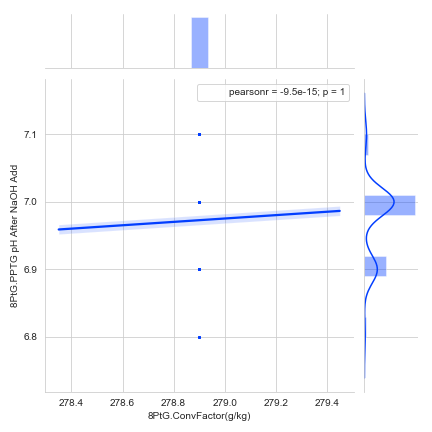 pearsonr = -9.5e-15; p = 1
7.1
7.0
6.9
6.8
8PtG.PPTG pH After NaOH Add
278.4 278.6 278.8 279.0 279.2 279.4
8PtG.ConvFactor(g/kg)